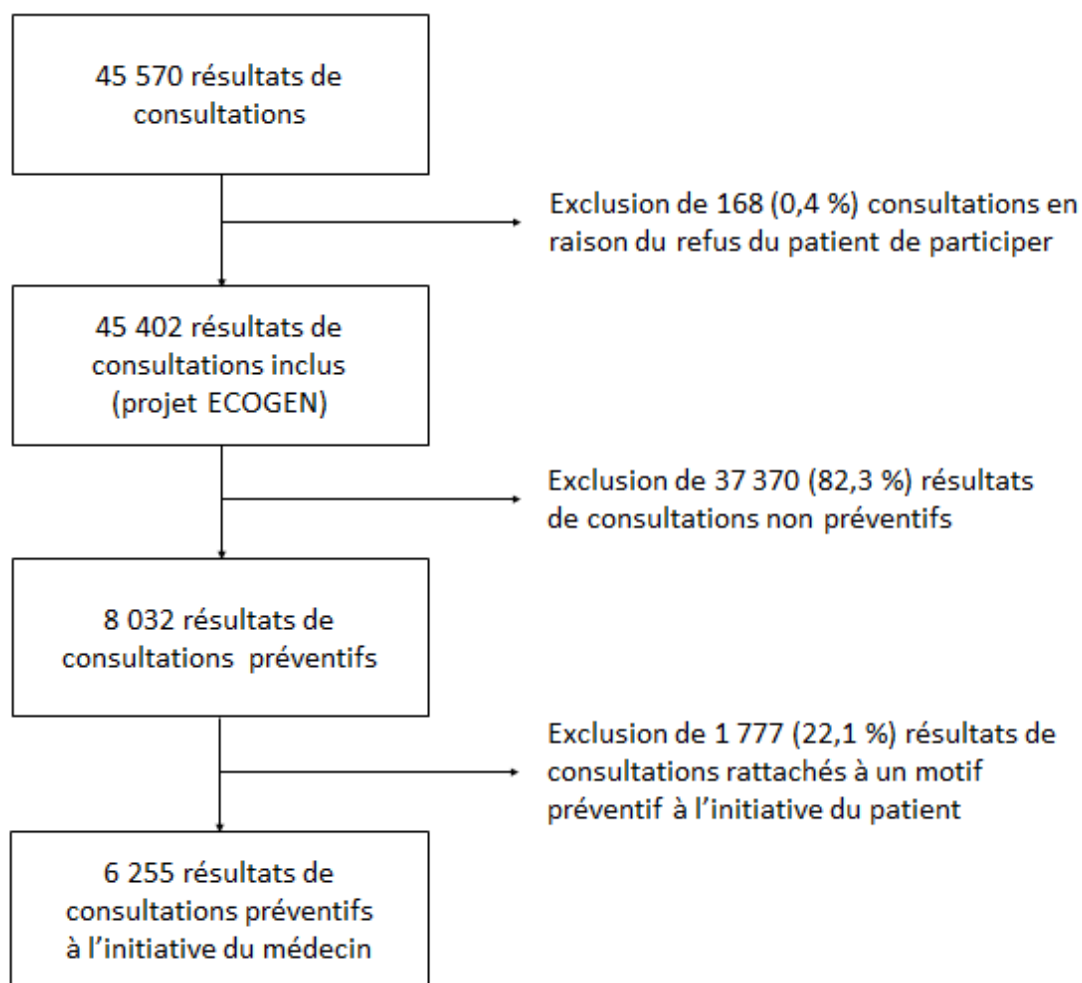 45 570 résultats de
consultations
Exclusion de 168 (0,4 %) consultations en
raison du refus du patient de participer
45 402 résultats de
consultations inclus
(projet ECOGEN)
Exclusion de 37 370 (82,3 %) résultats
de consultations non préventifs
8 032 résultats de
consultations préventifs
Exclusion de 1 777 (22,1 %) résultats de
consultations rattachés à un motif
préventif à l’initiative du patient
6 255 résultats de
consultations préventifs
à l’initiative du médecin